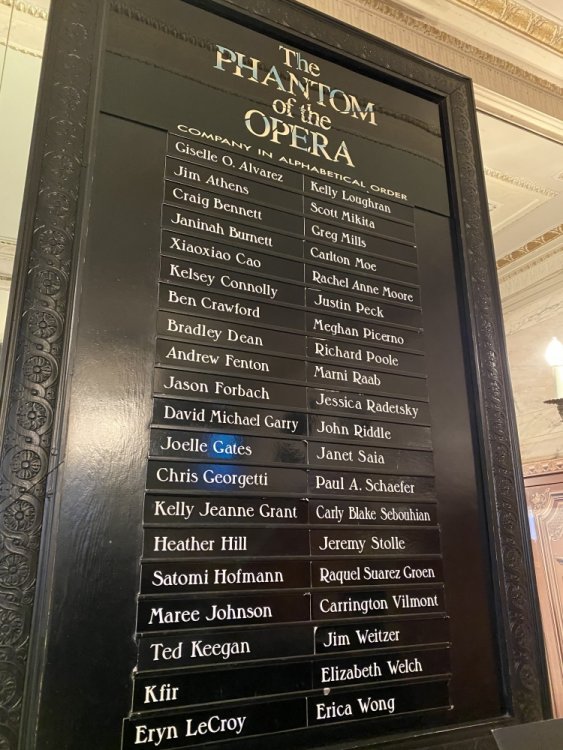 The
PHANTOM
of the
OPERA
COMPANY IN ALPHABETICAL ORDER
Giselle O. Alvarez
Jim Athens
Craig Bennett
Janinah Burnett
Xiaoxiao Cao
Kelsey Connolly
Ben Crawford
Bradley Dean
Andrew Fenton
Jason Forbach
David Michael Garry
Joelle Gates
Chris Georgetti
Kelly Jeanne Grant
Heather Hill
Satomi Hofmann
Maree Johnson
Ted Keegan
Kfir
Eryn LeCroy
Kelly Loughran
Scott Mikita
Greg Mills
Carlton Moe
Rachel Anne Moore
Justin Peck
Meghan Picerno
Richard Poole
Marni Raab
Jessica Radetsky
John Riddle
Janet Saia
Paul A. Schaefer
Carly Blake Sebouhian
Jeremy Stolle
Raquel Suarez Groen
Carrington Vilmont
Jim Weitzer
Elizabeth Welch
Erica Wong